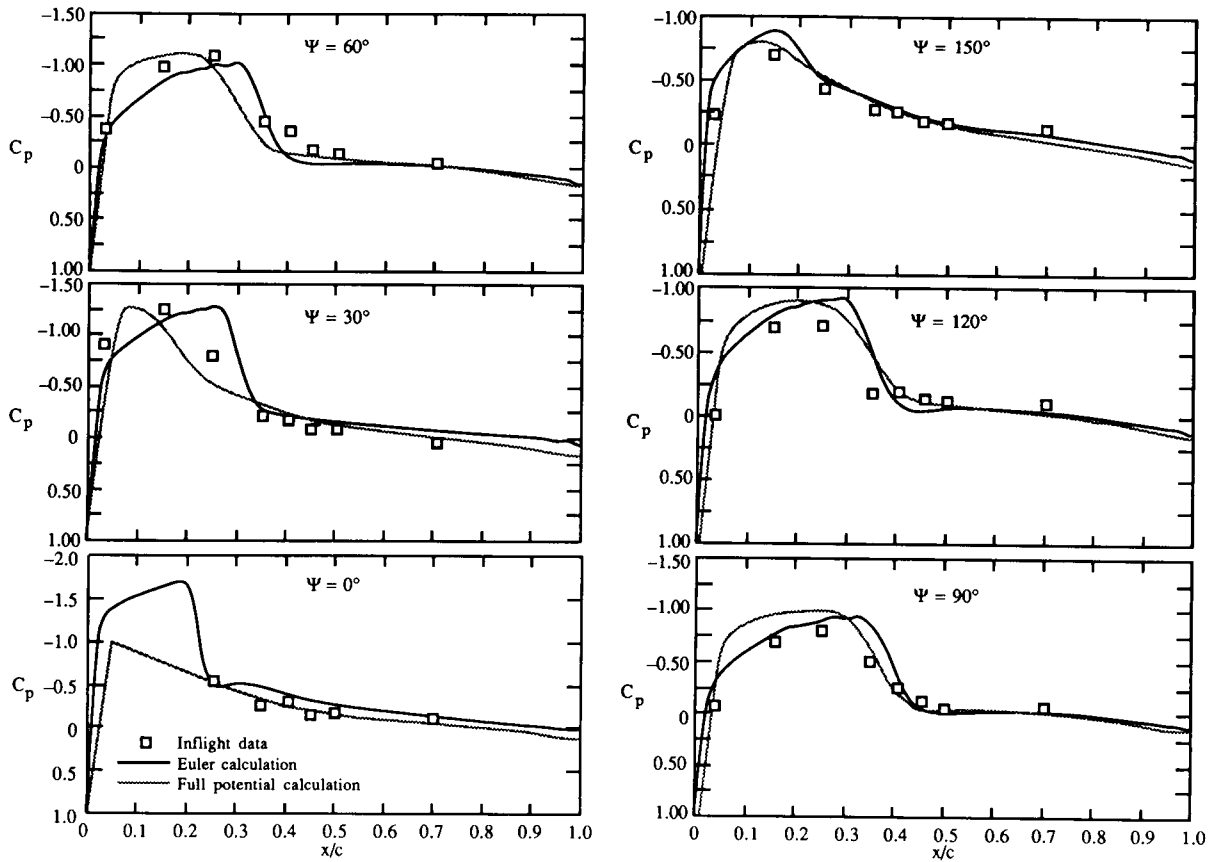 −1.50
Ψ = 60°
−1.00
−0.50
C_p
0
0.50
1.00
−1.50
Ψ = 30°
−1.00
−0.50
C_p
0
0.50
1.00
−2.0
Ψ = 0°
−1.5
−1.0
−0.5
C_p
0
0.5
1.0
Inflight data
Euler calculation
Full potential calculation
0 0.1 0.2 0.3 0.4 0.5 0.6 0.7 0.8 0.9 1.0
x/c
−1.00
Ψ = 150°
−0.50
0
C_p
0.50
1.00
−1.00
Ψ = 120°
−0.50
0
C_p
0.50
1.00
−1.50
Ψ = 90°
−1.00
−0.50
C_p
0
0.50
1.00
0 0.1 0.2 0.3 0.4 0.5 0.6 0.7 0.8 0.9 1.0
x/c